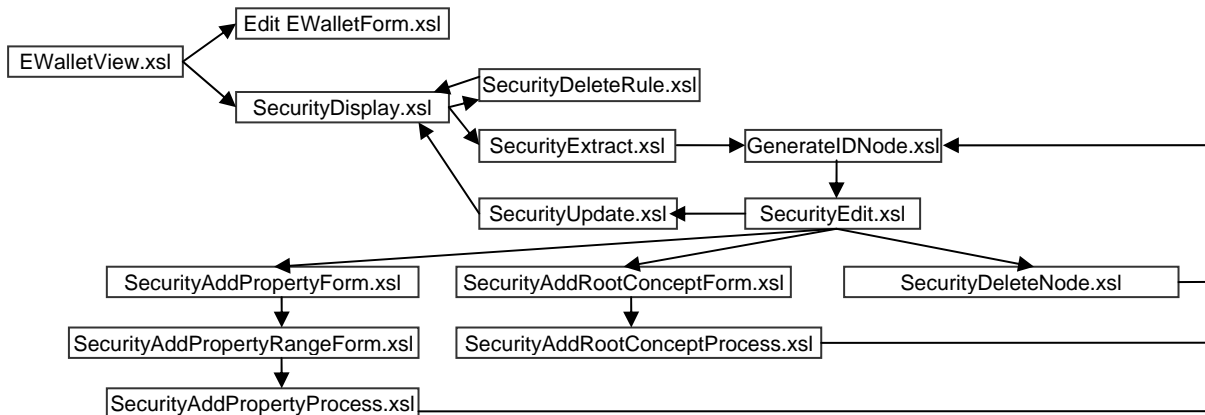 Edit EWalletForm.xsl
EWalletView.xsl
SecurityDeleteRule.xsl
SecurityDisplay.xsl
SecurityExtract.xsl
GenerateIDNode.xsl
SecurityUpdate.xsl
SecurityEdit.xsl
SecurityAddPropertyForm.xsl
SecurityAddRootConceptForm.xsl
SecurityDeleteNode.xsl
SecurityAddPropertyRangeForm.xsl
SecurityAddRootConceptProcess.xsl
SecurityAddPropertyProcess.xsl